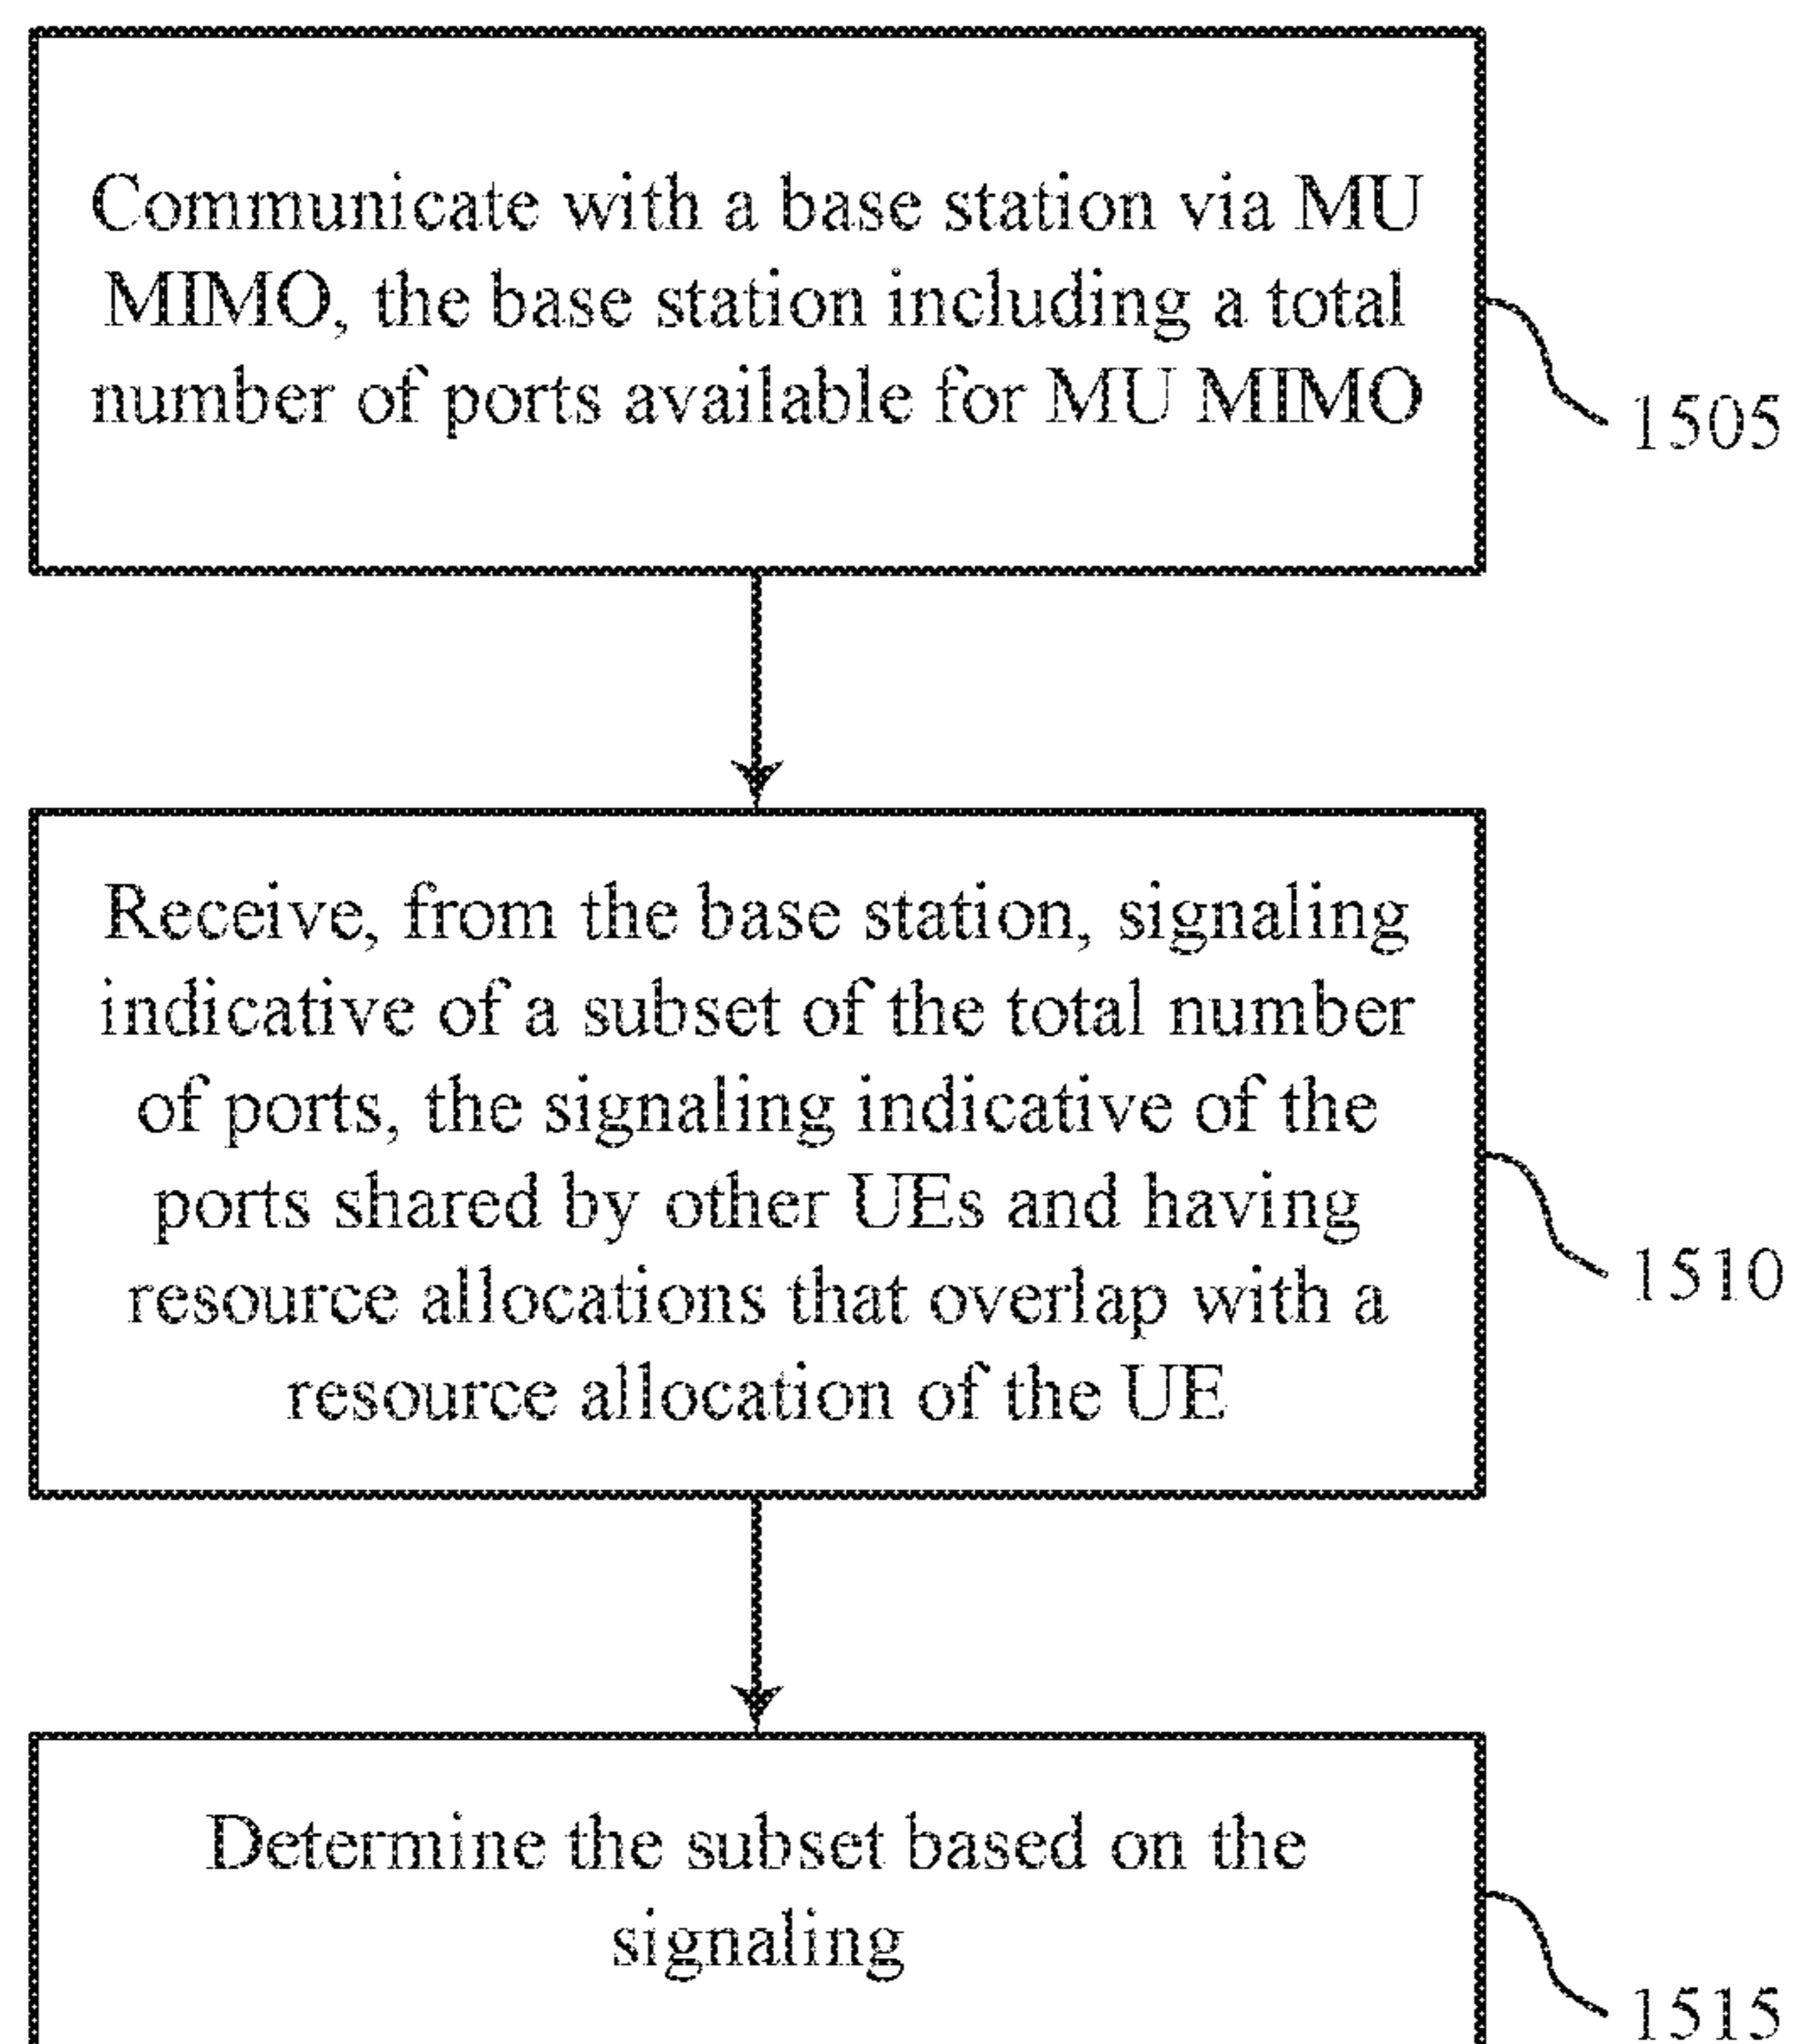 Communicate with a base station via MU
MIMO, the base station including a total
number of ports available for MU MIMO
1505
Receive, from the base station, signaling
indicative of a subset of the total number
of ports, the signaling indicative of the
ports shared by other UEs and having
resource allocations that overlap with a
resource allocation of the UE
1510
Determine the subset based on the
signaling
1515